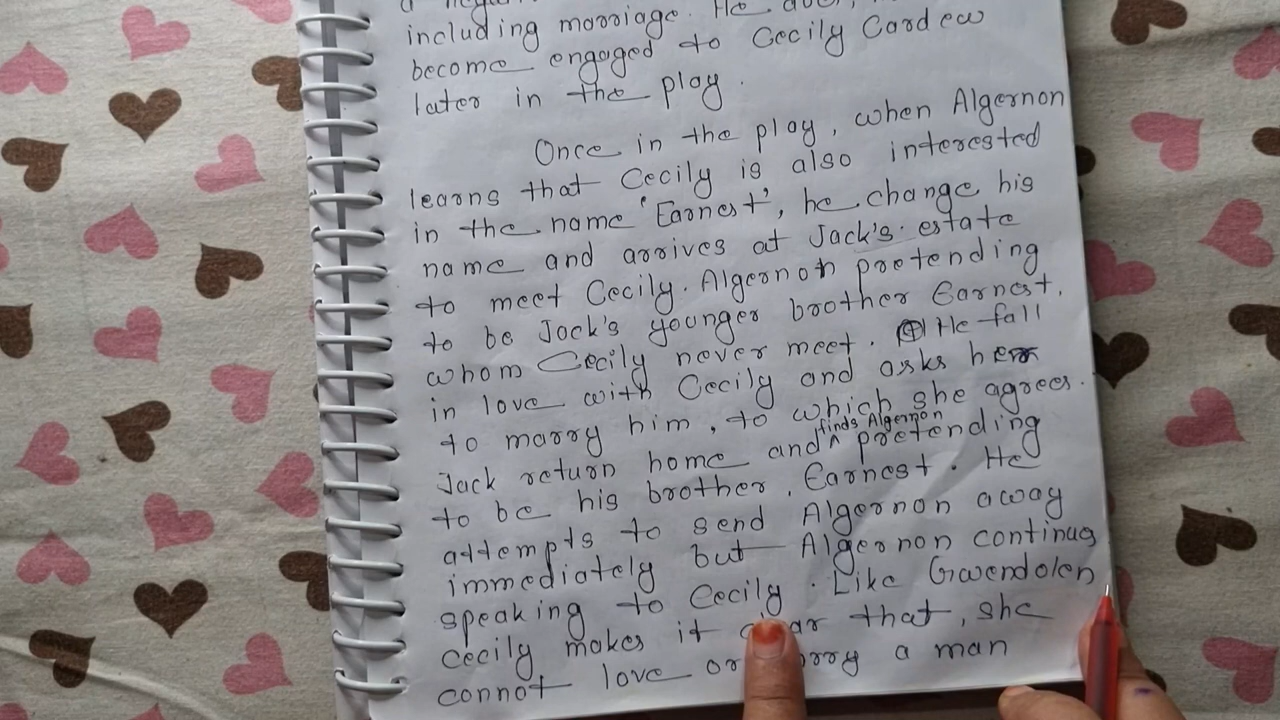 a
including marriage. He
become engaged to Cecily Cardew
later in the play.
Once in the play, when Algernon
learns that Cecily is also interested
in the name 'Earnest', he change his
name and arrives at Jack's estate
to meet Cecily. Algernon pretending
to be Jack's younger brother Earnest,
whom Cecily never meet. He fall
in love with Cecily and asks her
to marry him, to which she agrees.
Jack return home and finds Algernon pretending
to be his brother, Earnest. He
attempts to send Algernon away
immediately but Algernon continues
speaking to Cecily. Like Gwendolen
Cecily makes it that, she
connot love or a man